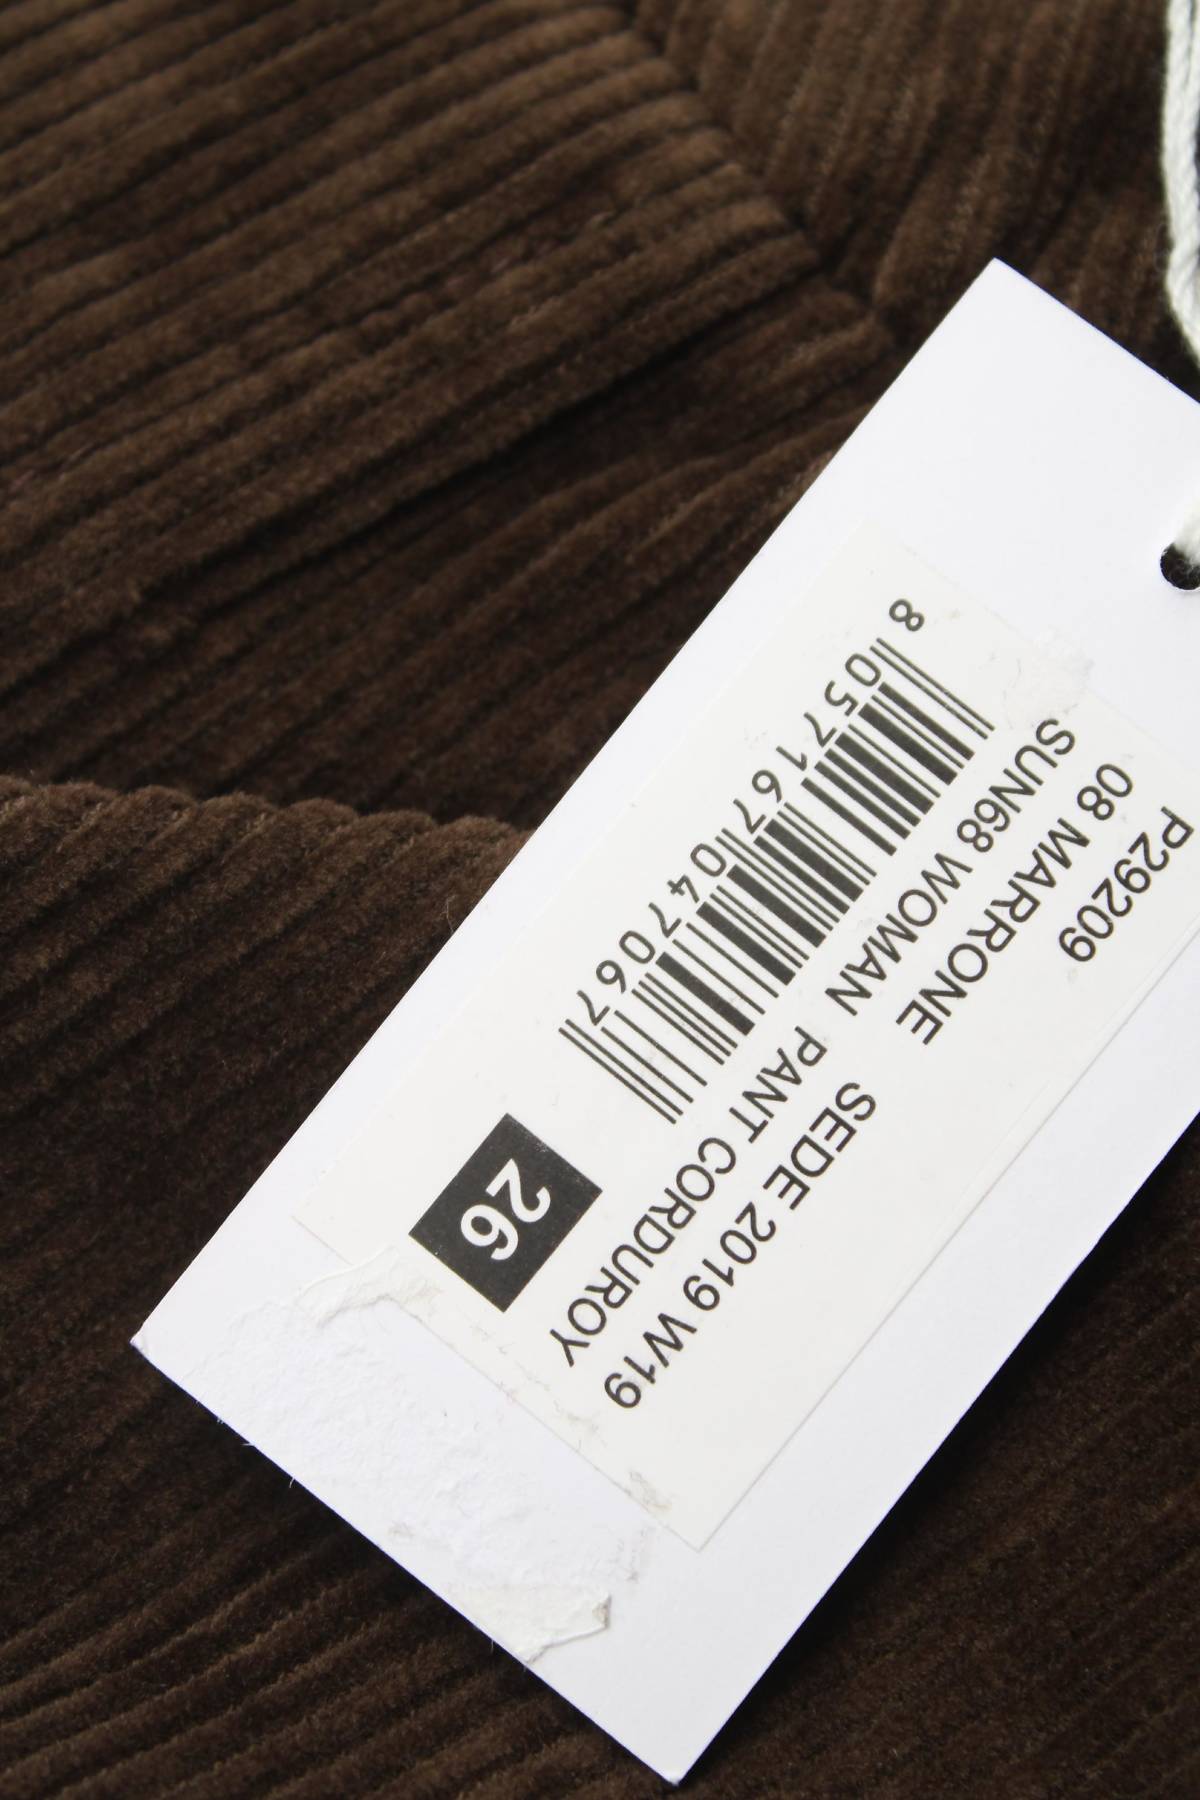 P29209
08 MARRONE SEDE 2019 W19
SUN68 WOMAN PANT CORDUROY
8 057167 047067
26